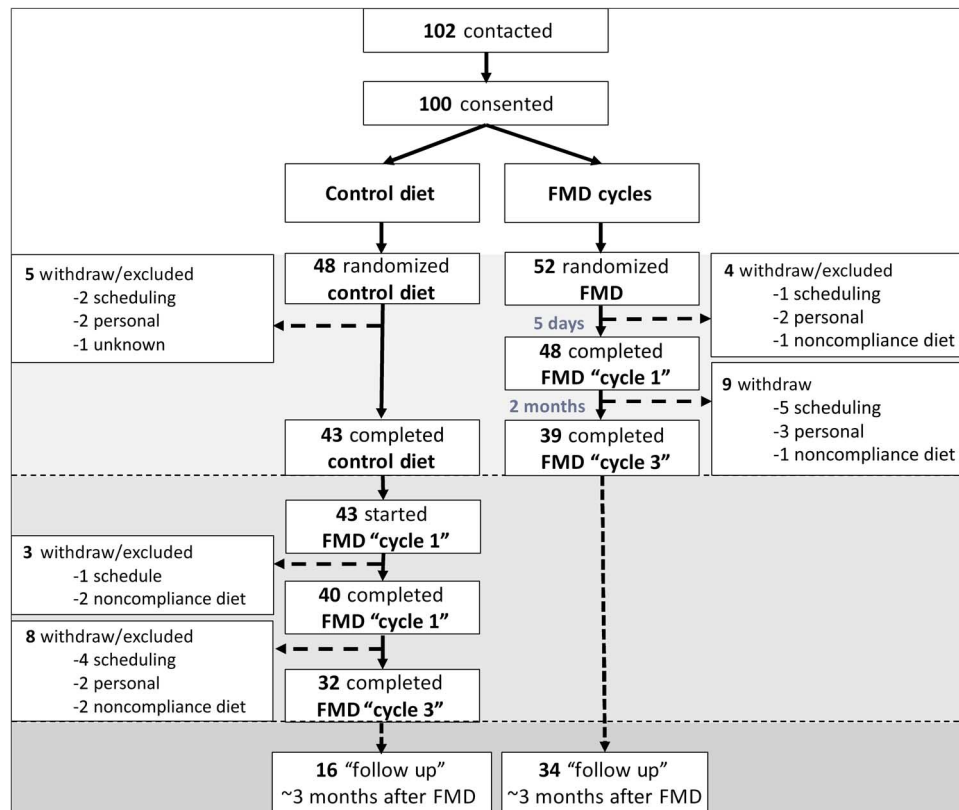 102 contacted
100 consented
Control diet
FMD cycles
48 randomized
control diet
52 randomized
FMD
5 withdraw/excluded
-2 scheduling
-2 personal
-1 unknown
4 withdraw/excluded
-1 scheduling
-2 personal
-1 noncompliance diet
5 days
48 completed
FMD “cycle 1”
9 withdraw
-5 scheduling
-3 personal
-1 noncompliance diet
2 months
43 completed
control diet
39 completed
FMD “cycle 3”
43 started
FMD “cycle 1”
3 withdraw/excluded
-1 schedule
-2 noncompliance diet
40 completed
FMD “cycle 1”
8 withdraw/excluded
-4 scheduling
-2 personal
-2 noncompliance diet
32 completed
FMD “cycle 3”
16 “follow up”
~3 months after FMD
34 “follow up”
~3 months after FMD